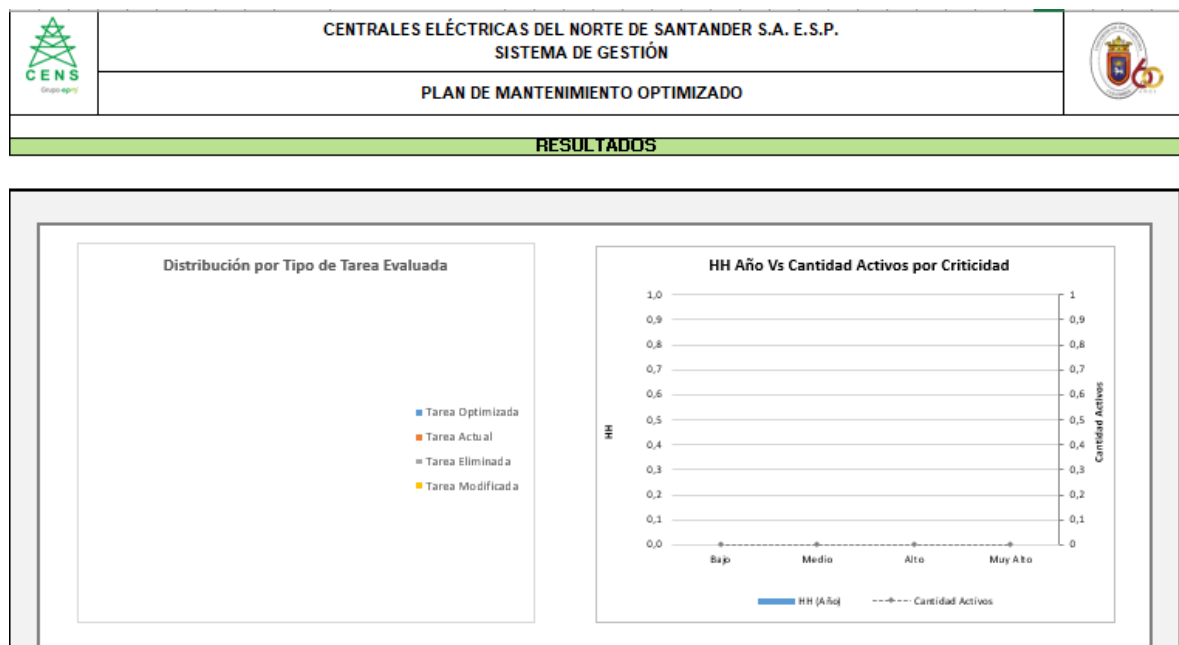 CENTRALES ELÉCTRICAS DEL NORTE DE SANTANDER S.A. E.S.P.
SISTEMA DE GESTIÓN
CENS
Grupo·epm
PLAN DE MANTENIMIENTO OPTIMIZADO
60
RESULTADOS
Distribución por Tipo de Tarea Evaluada
Tarea Optimizada
Tarea Actual
Tarea Eliminada
Tarea Modificada
HH Año Vs Cantidad Activos por Criticidad
1,0
0,9
0,8
0,7
0,6
0,5
0,4
0,3
0,2
0,1
0,0
HH
1
0,9
0,8
0,7
0,6
0,5
0,4
0,3
0,2
0,1
0
Cantidad Activos
Bajo Medio Alto Muy Alto
HH (Año) Cantidad Activos